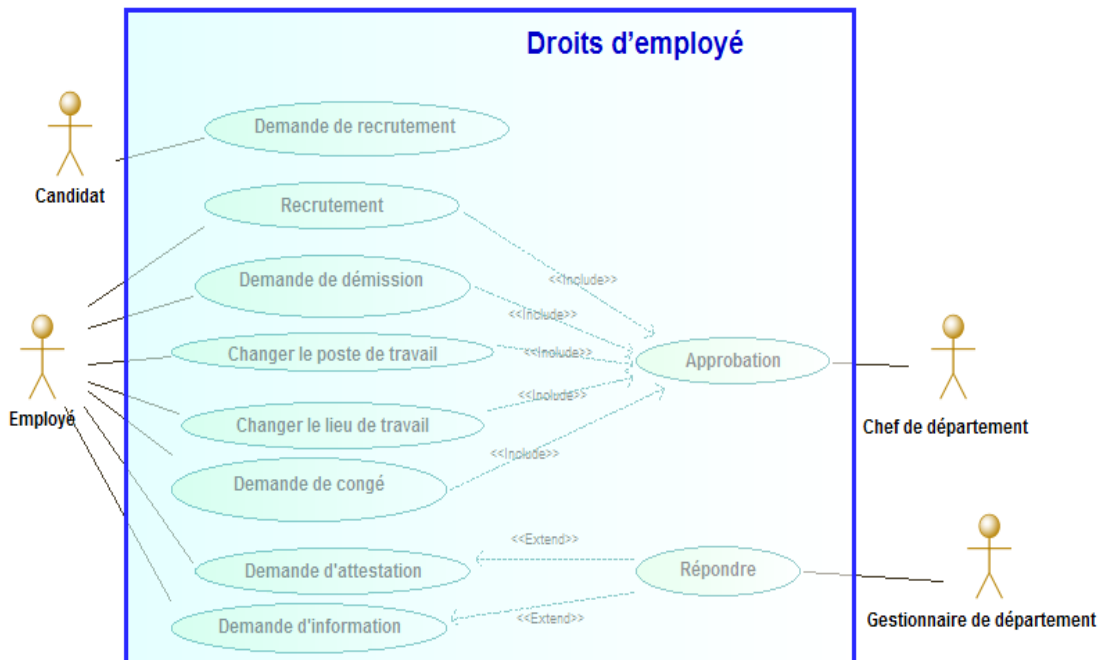 Droits d’employé
Demande de recrutement
Candidat
Recrutement
Demande de démission
<<Include>>
<<Include>>
Changer le poste de travail
<<Include>>
Approbation
Employé
<<Include>>
Changer le lieu de travail
Chef de département
<<Include>>
Demande de congé
<<Extend>>
Demande d'attestation
Répondre
<<Extend>>
Demande d'information
Gestionnaire de département